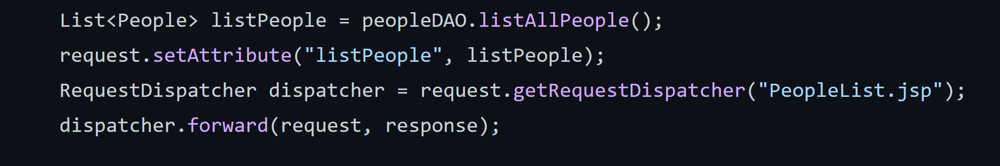 List<People> listPeople = peopleDAO.listAllPeople();
request.setAttribute("listPeople", listPeople);
RequestDispatcher dispatcher = request.getRequestDispatcher("PeopleList.jsp");
dispatcher.forward(request, response);